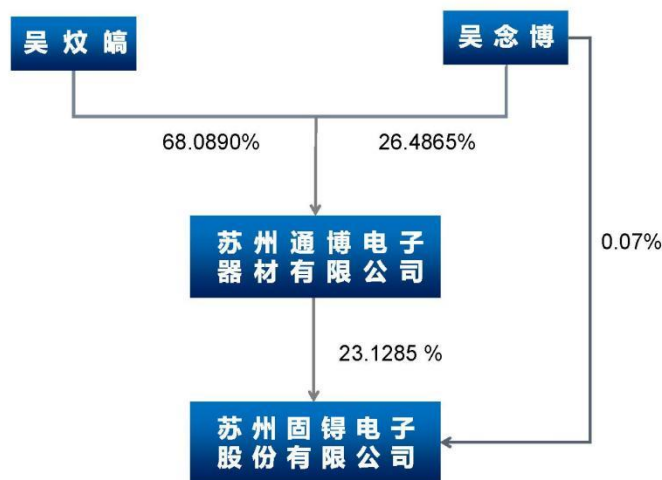 吴炆皜
吴念博
68.0890%
26.4865%
苏州通博电子
器材有限公司
0.07%
23.1285 %
苏州固锝电子
股份有限公司